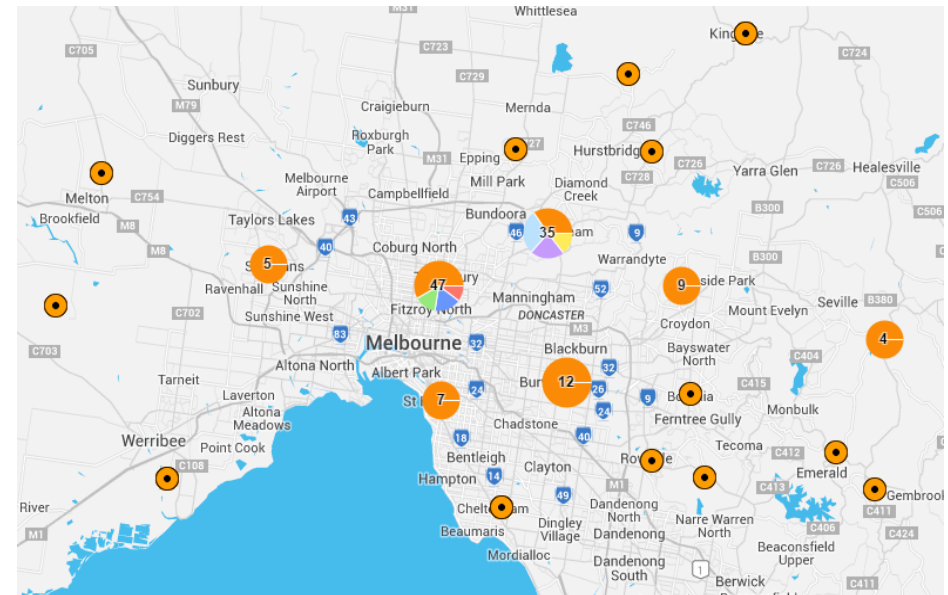 Whittlesea
C705
C723
C724
C729
Sunbury
M79
Craigieburn
Mernda
Diggers Rest
Roxburgh
Park
C746
M31
Epping
27
Hurstbridge
Yarra Glen
C726
C726
Healesville
C728
C506
Melbourne
Airport
Campbellfield
Mill Park
Diamond
Creek
Melton
C754
B300
C506
Brookfield
M8
Taylors Lakes
43
Bundoora
46
35
9
M8
40
Coburg North
Warrandyte
B300
5
Ravenhall
Sunshine
North
47
52
9
Manningham
Seville
B380
C702
Sunshine West
Fitzroy North
DONCASTER
Mount Evelyn
M3
Croydon
83
Melbourne
32
Blackburn
4
C703
Altona North
Albert Park
32
Bayswater
North
C404
Tarneit
24
12
26
C415
Laverton
7
24
9
Monbulk
Altona
Meadows
Chadstone
Ferntree Gully
Werribee
Point Cook
18
40
Tecoma
C412
C108
Bentleigh
Clayton
Emerald
Hampton
14
M1
C413
River
49
Dandenong
North
Gembrook
C411
M1
Beaumaris
Dingley
Village
Dandenong
Narre Warren
North
C406
C424
Mordialloc
Beaconsfield
Upper
Dandenong
South
1
Berwick
C411